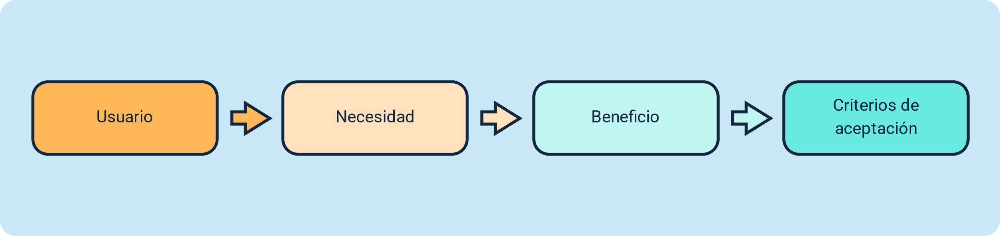 Usuario
Necesidad
Beneficio
Criterios de
aceptación